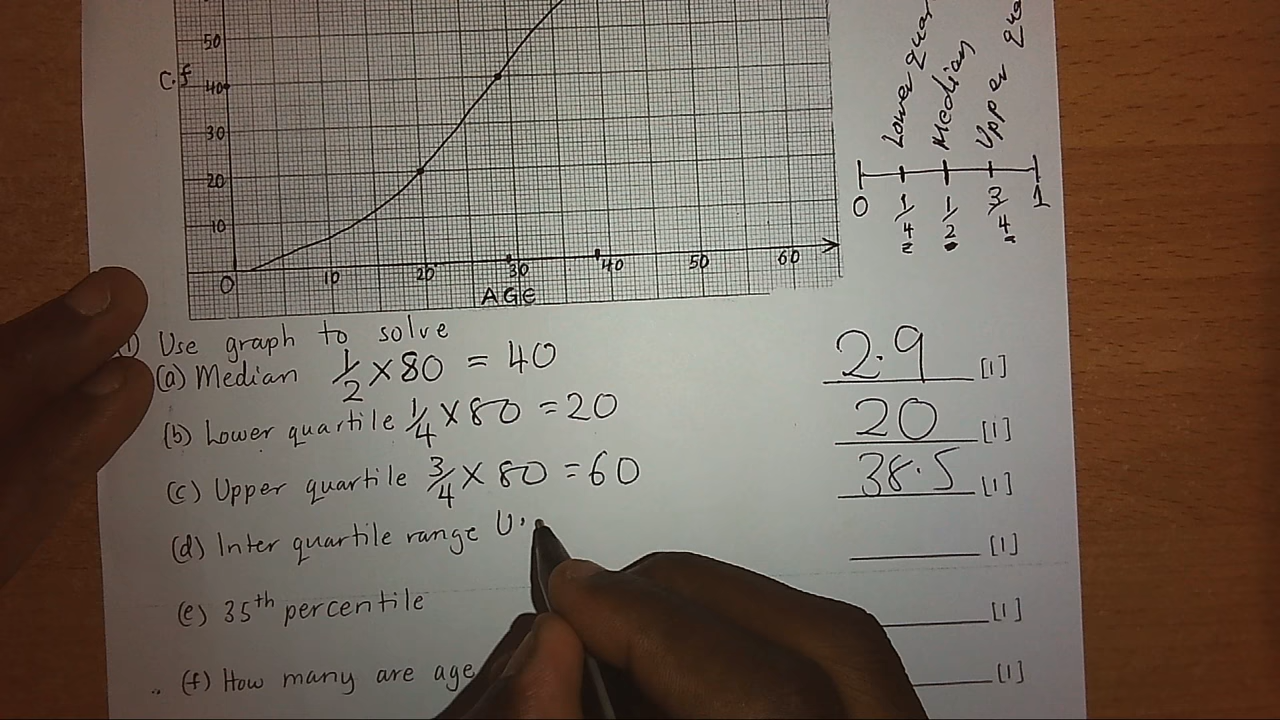 50
C.f
40
30
20
10
0 10 20 30 40 50 60
AGE
Lower
Median
Upper
0 1/4 1/2 3/4 1
Use graph to solve
(a) Median 1/2 × 80 = 40 2.9 [1]
(b) Lower quartile 1/4 × 80 = 20 20 [1]
(c) Upper quartile 3/4 × 80 = 60 38.5 [1]
(d) Inter quartile range U. [1]
(e) 35th percentile [1]
(f) How many are age [1]